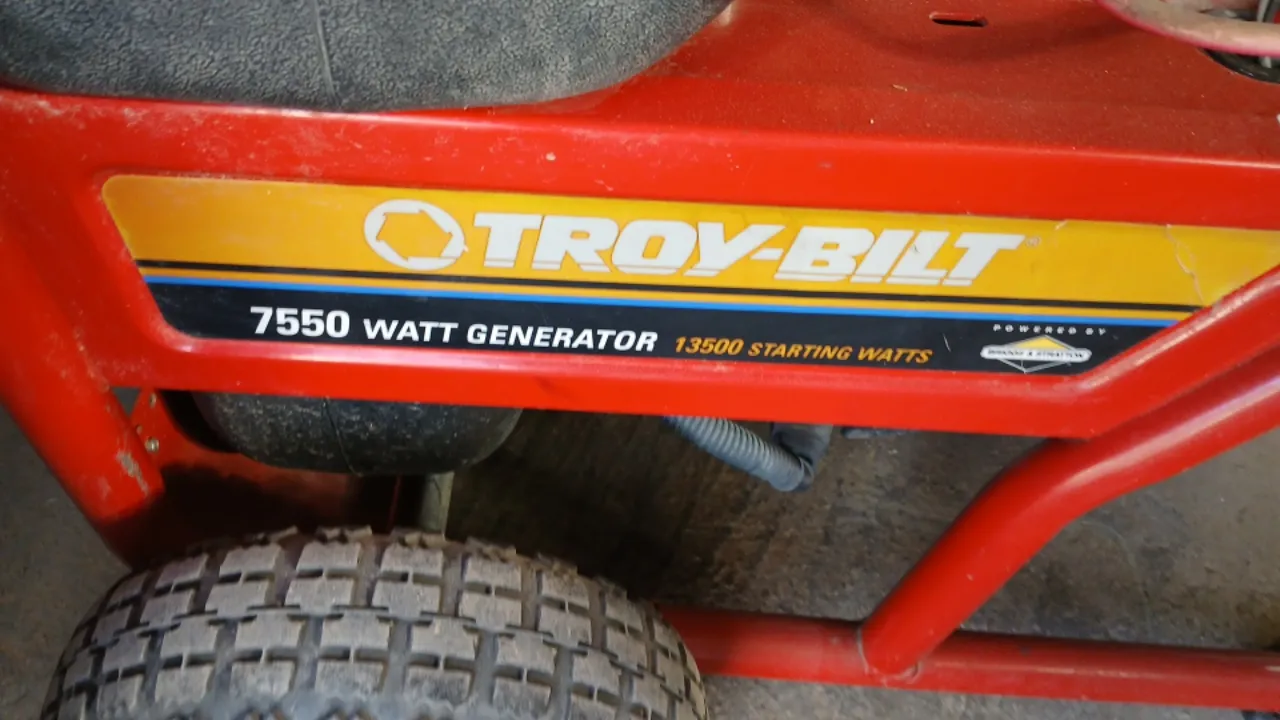 TROY-BILT®
7550 WATT GENERATOR 13500 STARTING WATTS
POWERED BY
BRIGGS & STRATTON